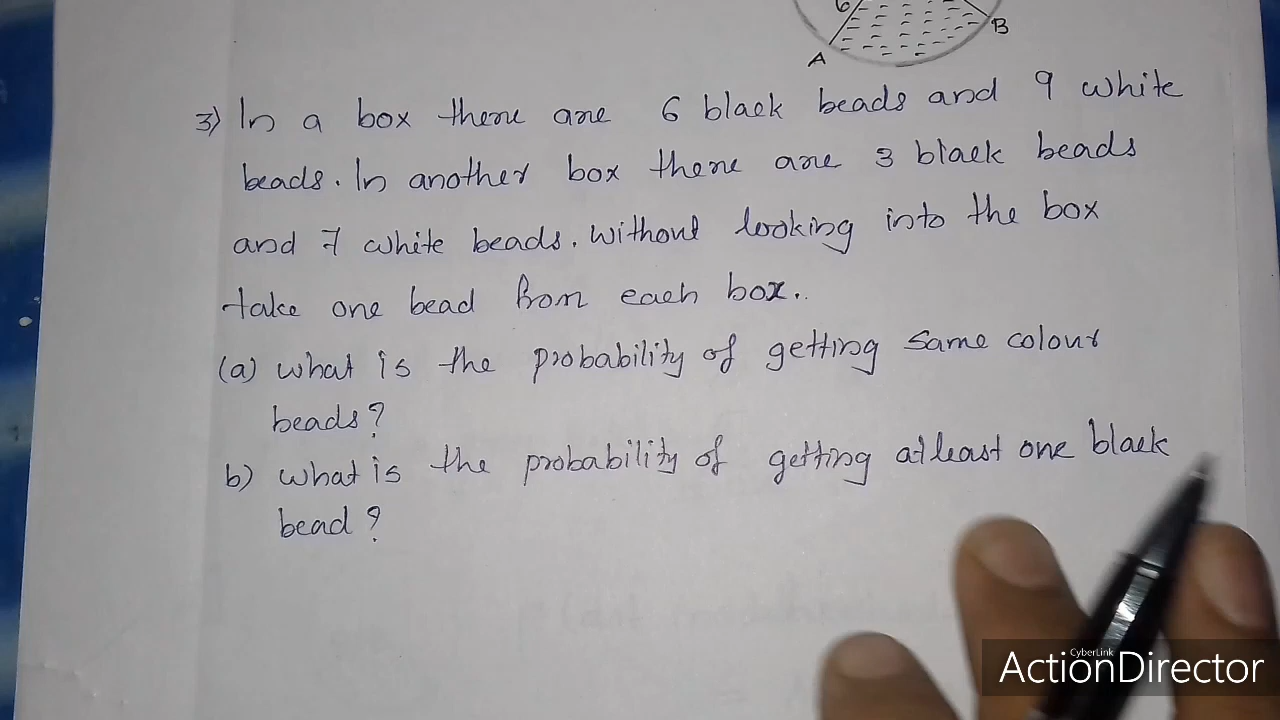 6
B
A
3) In a box there are 6 black beads and 9 white
beads. In another box there are 3 black beads
and 7 white beads. without looking into the box
take one bead from each box..
(a) what is the probability of getting same colour
beads?
b) what is the probability of getting atleast one black
bead ?
CyberLink
ActionDirector